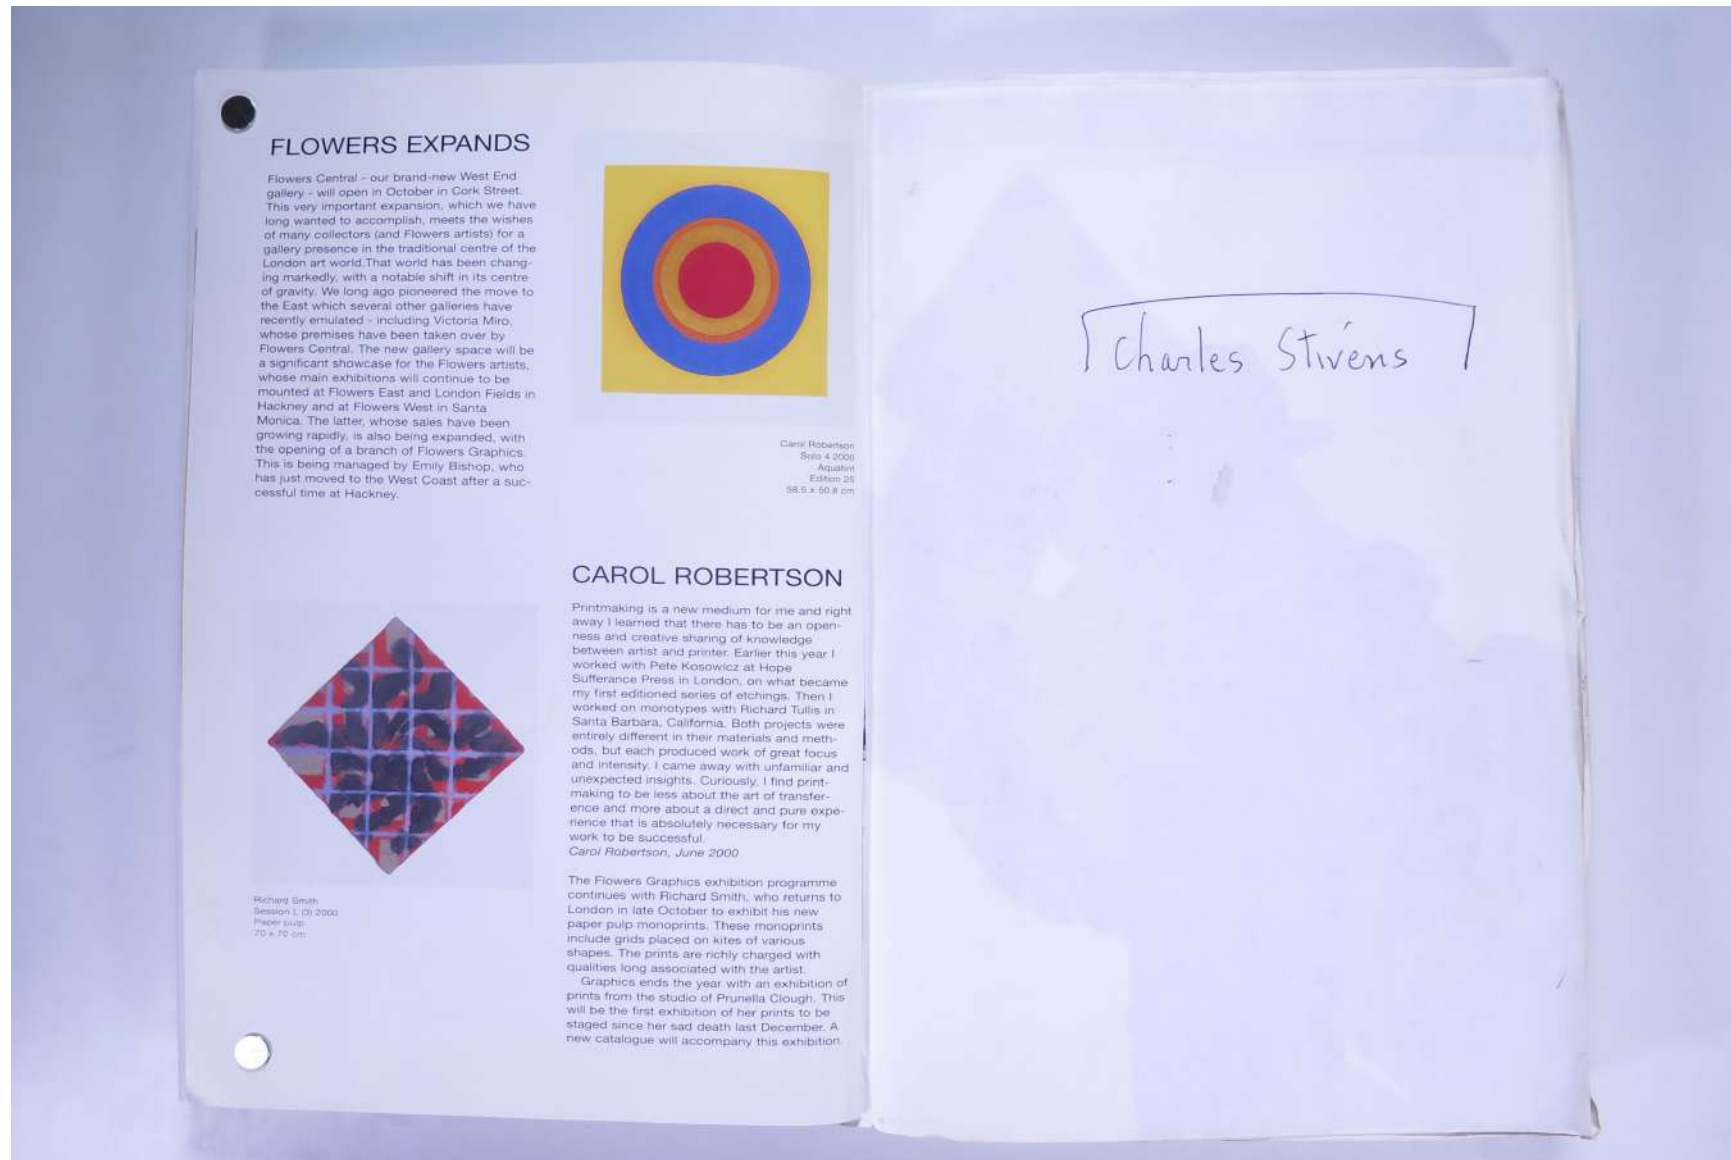 FLOWERS EXPANDS
Flowers Central - our brand-new West End
gallery - will open in October in Cork Street.
This very important expansion, which we have
long wanted to accomplish, meets the wishes
of many collectors (and Flowers artists) for a
gallery presence in the traditional centre of the
London art world.That world has been chang-
ing markedly, with a notable shift in its centre
of gravity. We long ago pioneered the move to
the East which several other galleries have
recently emulated - including Victoria Miro,
whose premises have been taken over by
Flowers Central. The new gallery space will be
a significant showcase for the Flowers artists,
whose main exhibitions will continue to be
mounted at Flowers East and London Fields in
Hackney and at Flowers West in Santa
Monica. The latter, whose sales have been
growing rapidly, is also being expanded, with
the opening of a branch of Flowers Graphics.
This is being managed by Emily Bishop, who
has just moved to the West Coast after a suc-
cessful time at Hackney.
Richard Smith
Session I, (3) 2000
Paper pulp
70 x 70 cm
Carol Robertson
Solo 4 2000
Aquatint
Edition 25
58.5 x 50.8 cm
CAROL ROBERTSON
Printmaking is a new medium for me and right
away I learned that there has to be an open-
ness and creative sharing of knowledge
between artist and printer. Earlier this year I
worked with Pete Kosowicz at Hope
Sufferance Press in London, on what became
my first editioned series of etchings. Then I
worked on monotypes with Richard Tullis in
Santa Barbara, California. Both projects were
entirely different in their materials and meth-
ods, but each produced work of great focus
and intensity. I came away with unfamiliar and
unexpected insights. Curiously, I find print-
making to be less about the art of transfer-
ence and more about a direct and pure expe-
rience that is absolutely necessary for my
work to be successful.
Carol Robertson, June 2000
The Flowers Graphics exhibition programme
continues with Richard Smith, who returns to
London in late October to exhibit his new
paper pulp monoprints. These monoprints
include grids placed on kites of various
shapes. The prints are richly charged with
qualities long associated with the artist.
Graphics ends the year with an exhibition of
prints from the studio of Prunella Clough. This
will be the first exhibition of her prints to be
staged since her sad death last December. A
new catalogue will accompany this exhibition.
Charles Stivens